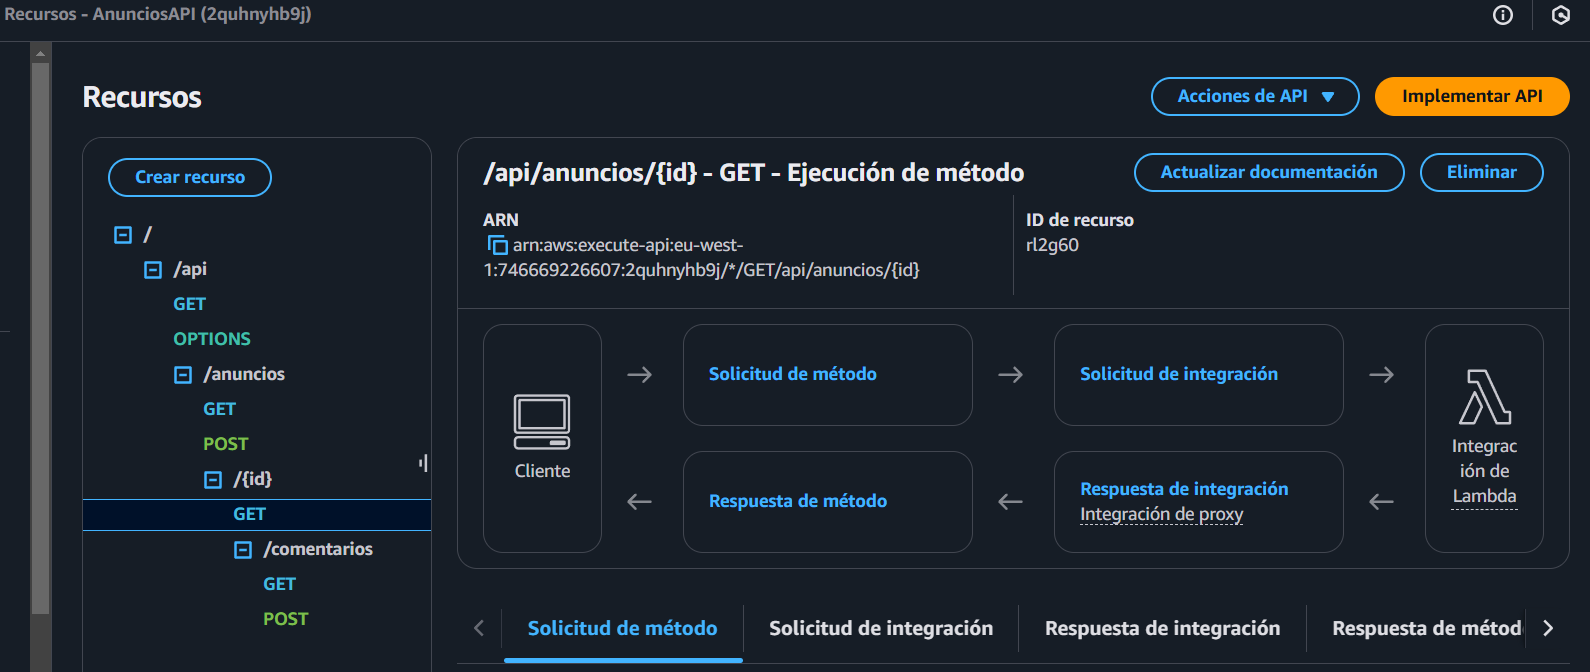 Recursos - AnunciosAPI (2quhnyhb9j)
Recursos
Acciones de API
Implementar API
Crear recurso
/
/api
GET
OPTIONS
/anuncios
GET
POST
/{id}
GET
/comentarios
GET
POST
/api/anuncios/{id} - GET - Ejecución de método
Actualizar documentación
Eliminar
ARN
arn:aws:execute-api:eu-west-
1:746669226607:2quhnyhb9j/*/GET/api/anuncios/{id}
ID de recurso
rl2g60
Cliente
Solicitud de método
Solicitud de integración
Respuesta de método
Respuesta de integración
Integración de proxy
Integrac
ión de
Lambda
Solicitud de método
Solicitud de integración
Respuesta de integración
Respuesta de métod